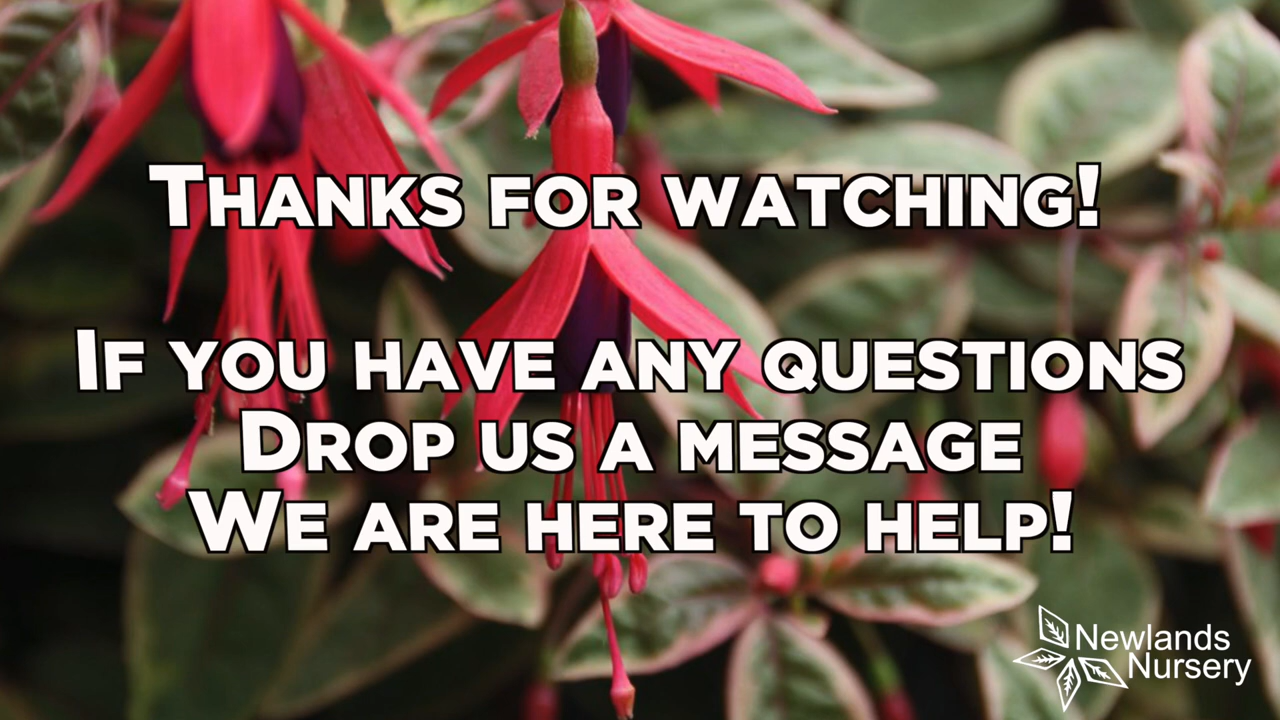 Thanks for watching!
If you have any questions
Drop us a message
We are here to help!
Newlands
Nursery